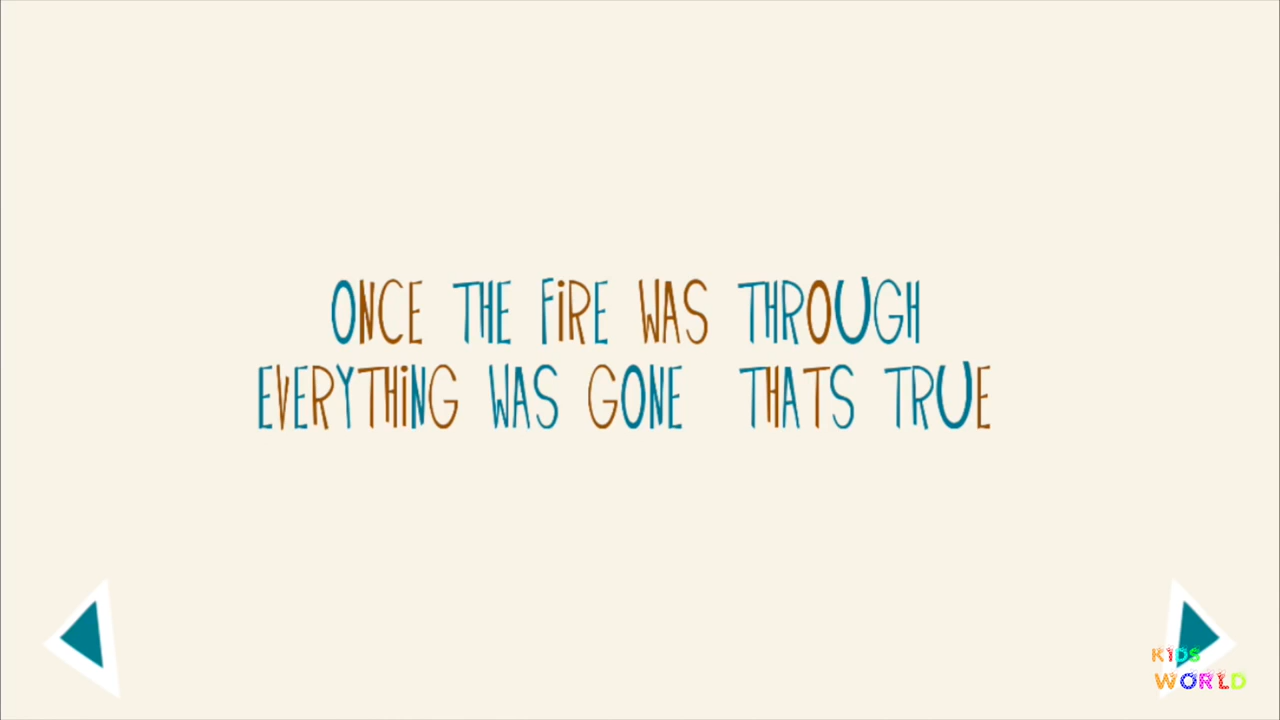 ONCE THE FiRE WAS THROUGH
EVERYTHiNG WAS GONE THATS TRUE
KIDS
WORLD